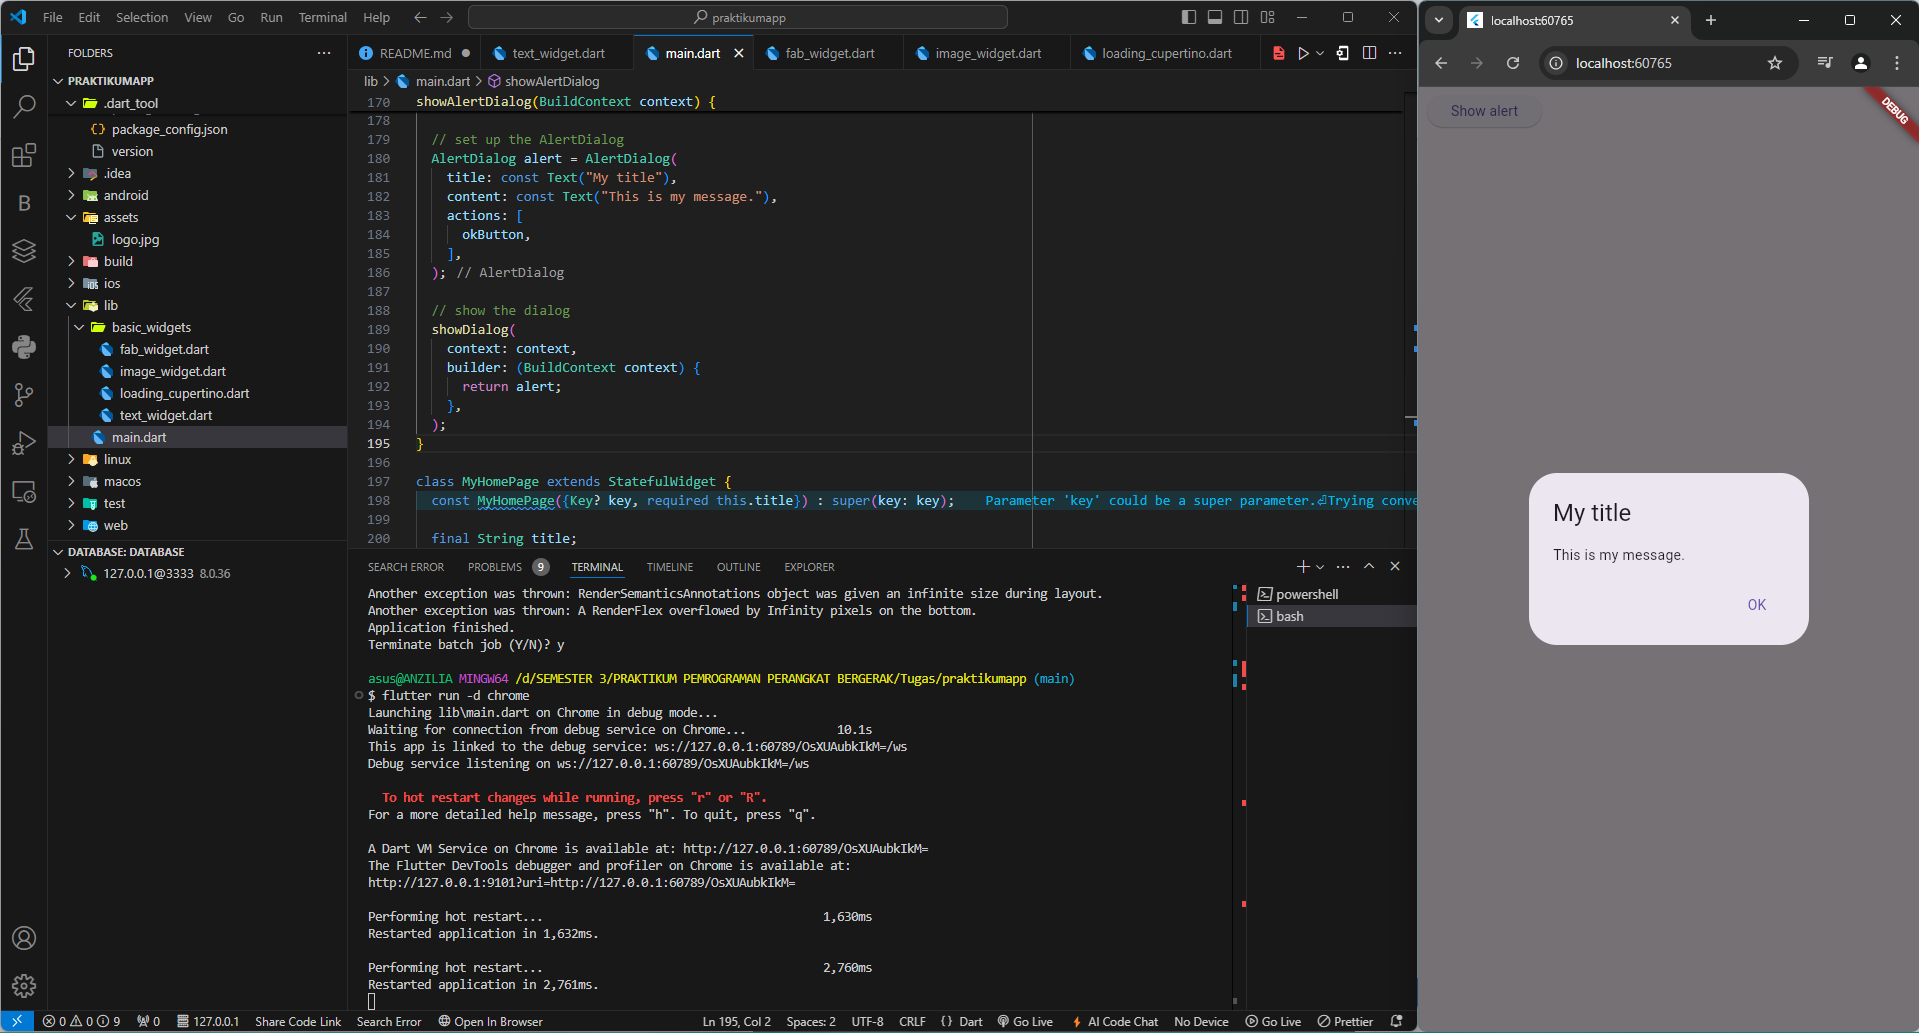 File Edit Selection View Go Run Terminal Help
praktikumapp
FOLDERS
PRAKTIKUMAPP
.dart_tool
package_config.json
version
.idea
android
assets
logo.jpg
build
ios
lib
basic_widgets
fab_widget.dart
image_widget.dart
loading_cupertino.dart
text_widget.dart
main.dart
linux
macos
test
web
DATABASE: DATABASE
127.0.0.1@3333 8.0.36
README.md text_widget.dart main.dart fab_widget.dart image_widget.dart loading_cupertino.dart
lib > main.dart > showAlertDialog
170 showAlertDialog(BuildContext context) {
178
179 // set up the AlertDialog
180 AlertDialog alert = AlertDialog(
181 title: const Text("My title"),
182 content: const Text("This is my message."),
183 actions: [
184 okButton,
185 ],
186 ); // AlertDialog
187
188 // show the dialog
189 showDialog(
190 context: context,
191 builder: (BuildContext context) {
192 return alert;
193 },
194 );
195 }
196
197 class MyHomePage extends StatefulWidget {
198 const MyHomePage({Key? key, required this.title}) : super(key: key); Parameter 'key' could be a super parameter.⏎Trying conve
199
200 final String title;
SEARCH ERROR PROBLEMS 9 TERMINAL TIMELINE OUTLINE EXPLORER
Another exception was thrown: RenderSemanticsAnnotations object was given an infinite size during layout.
Another exception was thrown: A RenderFlex overflowed by Infinity pixels on the bottom.
Application finished.
Terminate batch job (Y/N)? y
asus@ANZILIA MINGW64 /d/SEMESTER 3/PRAKTIKUM PEMROGRAMAN PERANGKAT BERGERAK/Tugas/praktikumapp (main)
$ flutter run -d chrome
Launching lib\main.dart on Chrome in debug mode...
Waiting for connection from debug service on Chrome... 10.1s
This app is linked to the debug service: ws://127.0.0.1:60789/OsXUAubkIkM=/ws
Debug service listening on ws://127.0.0.1:60789/OsXUAubkIkM=/ws
To hot restart changes while running, press "r" or "R".
For a more detailed help message, press "h". To quit, press "q".
A Dart VM Service on Chrome is available at: http://127.0.0.1:60789/OsXUAubkIkM=
The Flutter DevTools debugger and profiler on Chrome is available at:
http://127.0.0.1:9101?uri=http://127.0.0.1:60789/OsXUAubkIkM=
Performing hot restart... 1,630ms
Restarted application in 1,632ms.
Performing hot restart... 2,760ms
Restarted application in 2,761ms.
powershell
bash
0 0 9 0 127.0.0.1 Share Code Link Search Error Open In Browser Ln 195, Col 2 Spaces: 2 UTF-8 CRLF {} Dart Go Live AI Code Chat No Device Go Live Prettier
localhost:60765
localhost:60765
Show alert
DEBUG
My title
This is my message.
OK